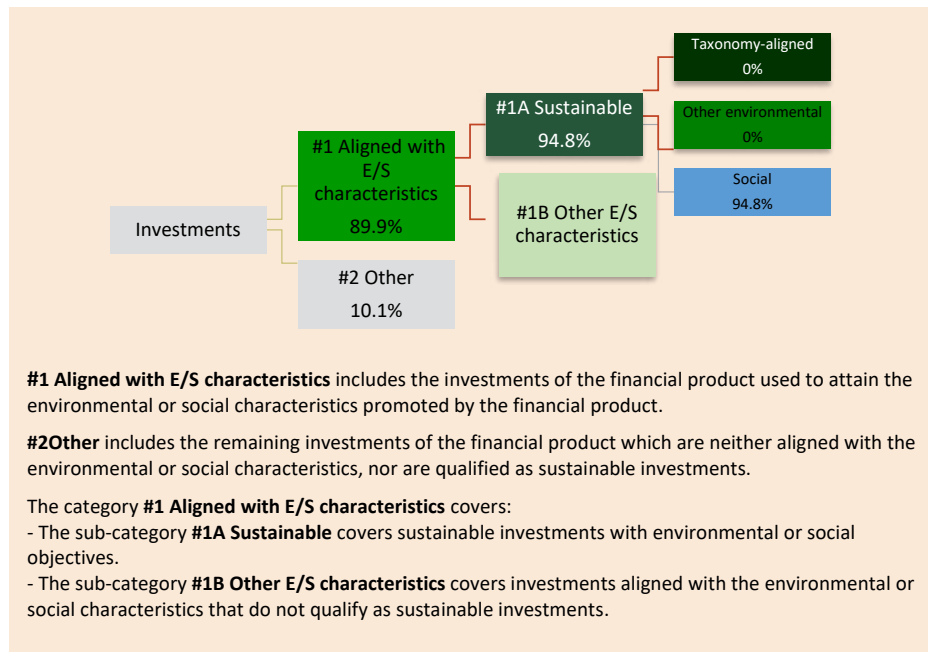 Taxonomy-aligned
0%
#1A Sustainable
94.8%
Other environmental
0%
#1 Aligned with
E/S
characteristics
89.9%
Social
94.8%
#1B Other E/S
characteristics
Investments
#2 Other
10.1%
#1 Aligned with E/S characteristics includes the investments of the financial product used to attain the
environmental or social characteristics promoted by the financial product.
#2Other includes the remaining investments of the financial product which are neither aligned with the
environmental or social characteristics, nor are qualified as sustainable investments.
The category #1 Aligned with E/S characteristics covers:
- The sub-category #1A Sustainable covers sustainable investments with environmental or social
objectives.
- The sub-category #1B Other E/S characteristics covers investments aligned with the environmental or
social characteristics that do not qualify as sustainable investments.